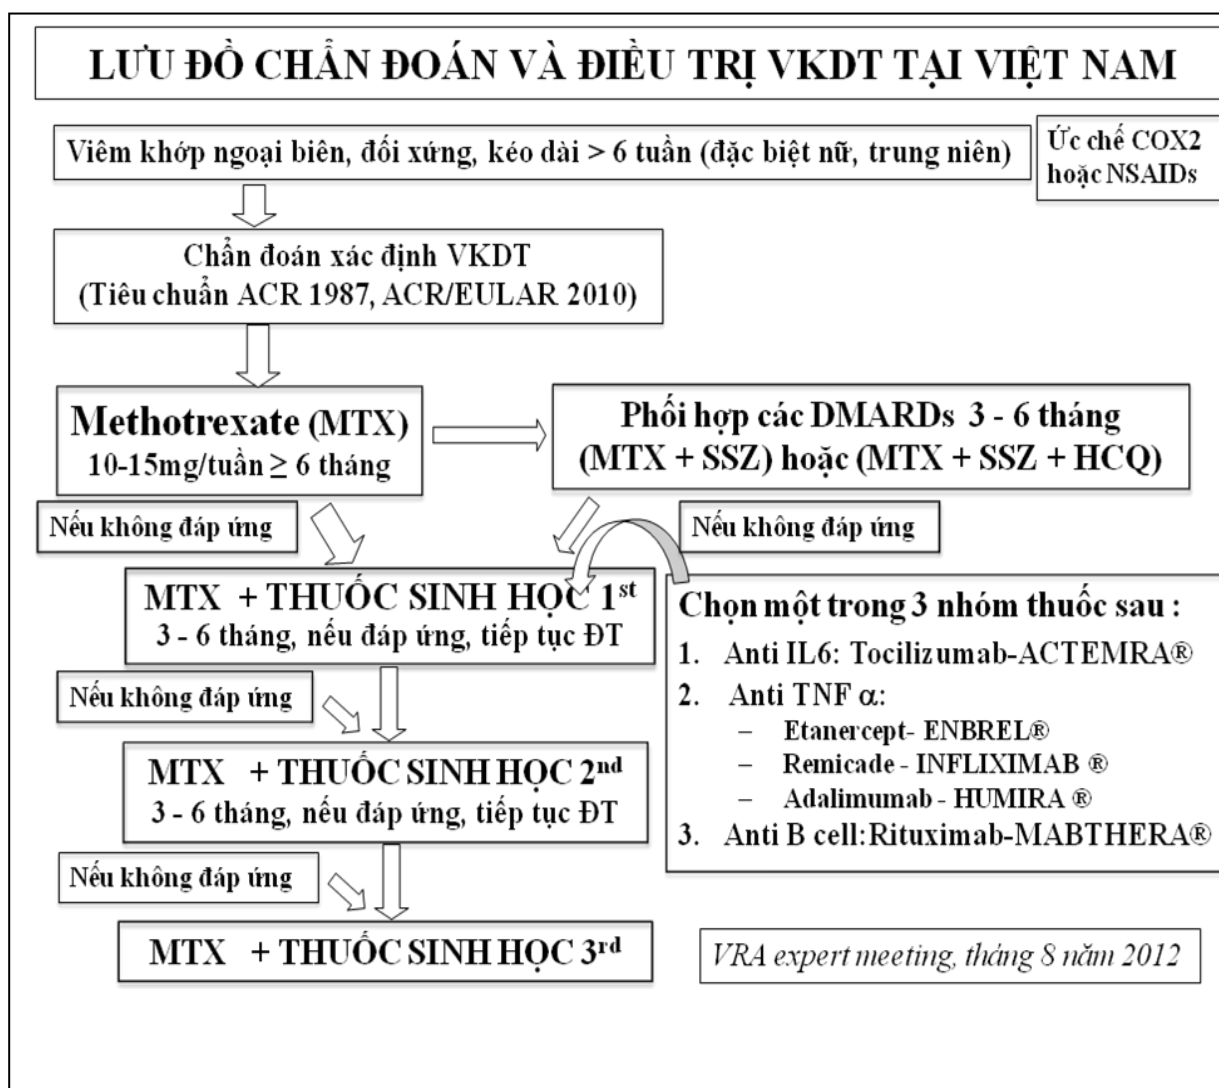 LƯU ĐỒ CHẨN ĐOÁN VÀ ĐIỀU TRỊ VKDT TẠI VIỆT NAM
Viêm khớp ngoại biên, đối xứng, kéo dài > 6 tuần (đặc biệt nữ, trung niên)
Ức chế COX2
hoặc NSAIDs
Chẩn đoán xác định VKDT
(Tiêu chuẩn ACR 1987, ACR/EULAR 2010)
Methotrexate (MTX)
10-15mg/tuần ≥ 6 tháng
Phối hợp các DMARDs 3 - 6 tháng
(MTX + SSZ) hoặc (MTX + SSZ + HCQ)
Nếu không đáp ứng
Nếu không đáp ứng
MTX + THUỐC SINH HỌC 1st
3 - 6 tháng, nếu đáp ứng, tiếp tục ĐT
Chọn một trong 3 nhóm thuốc sau :
1. Anti IL6: Tocilizumab-ACTEMRA®
2. Anti TNF α:
– Etanercept- ENBREL®
– Remicade - INFLIXIMAB ®
– Adalimumab - HUMIRA ®
3. Anti B cell:Rituximab-MABTHERA®
Nếu không đáp ứng
MTX + THUỐC SINH HỌC 2nd
3 - 6 tháng, nếu đáp ứng, tiếp tục ĐT
Nếu không đáp ứng
MTX + THUỐC SINH HỌC 3rd
VRA expert meeting, tháng 8 năm 2012